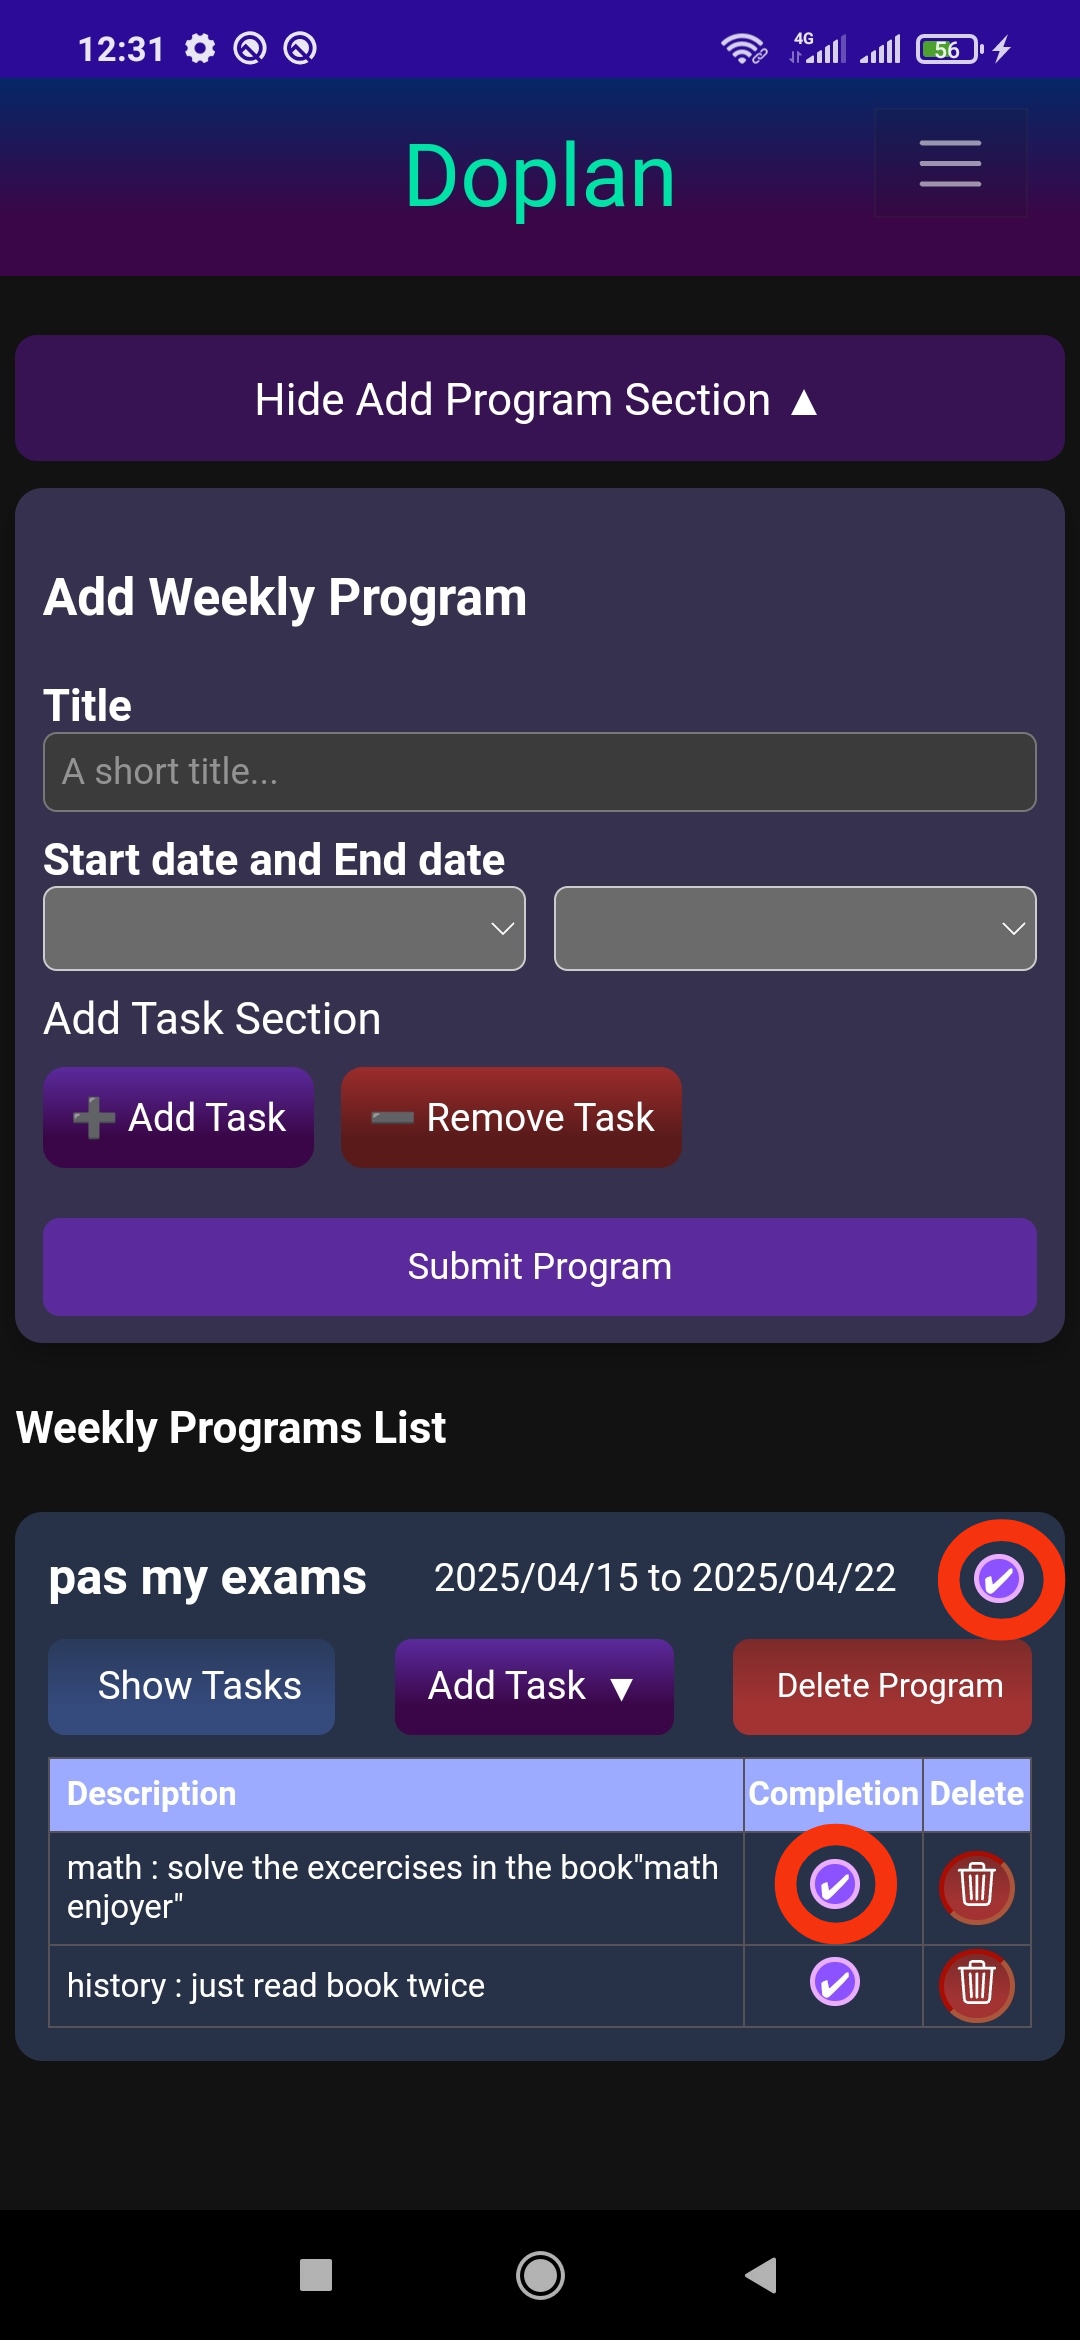 12:31
4G
56
Doplan
Hide Add Program Section ▲
Add Weekly Program
Title
A short title...
Start date and End date
Add Task Section
➕ Add Task ➖ Remove Task
Submit Program
Weekly Programs List
pas my exams 2025/04/15 to 2025/04/22
Show Tasks Add Task ▼ Delete Program
Description Completion Delete
math : solve the excercises in the book"math
enjoyer"
history : just read book twice